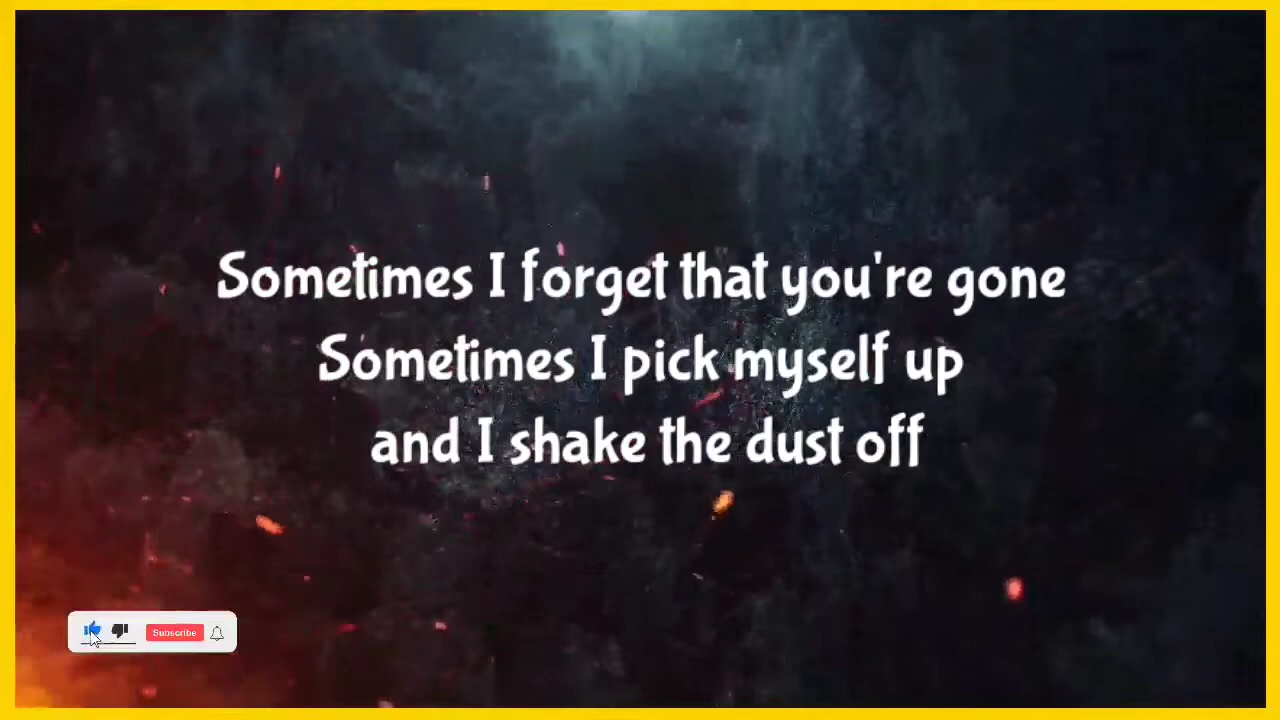 Sometimes I forget that you're gone
Sometimes I pick myself up
and I shake the dust off
Subscribe